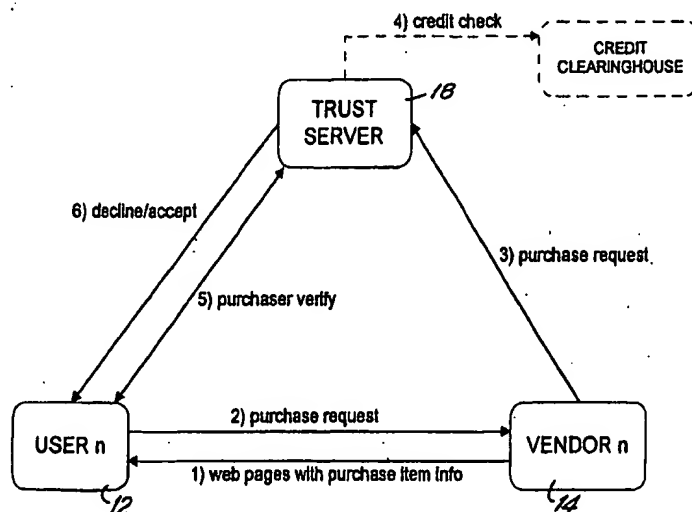 4) credit check
CREDIT
CLEARINGHOUSE
18
TRUST
SERVER
6) decline/accept
3) purchase request
5) purchaser verify
2) purchase request
USER n
VENDOR n
1) web pages with purchase item info
12
14